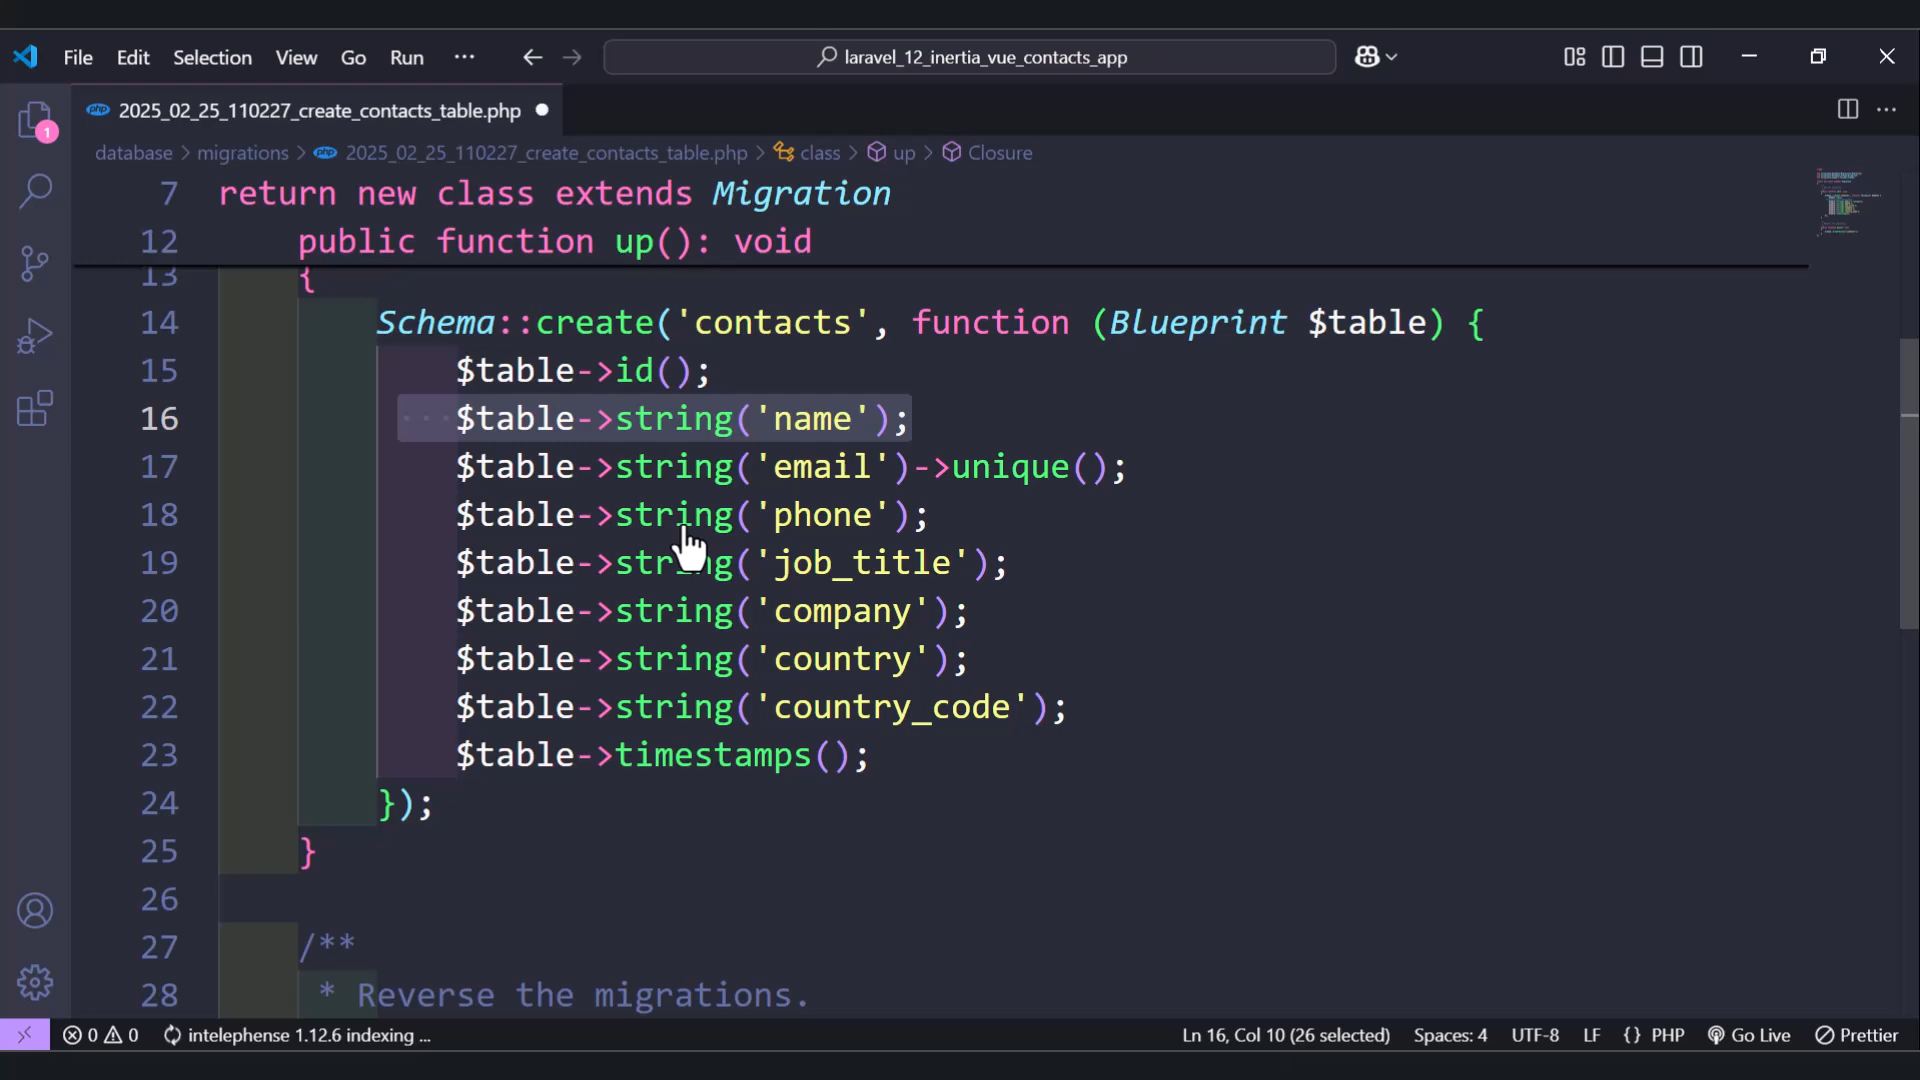 File Edit Selection View Go Run ··· laravel_12_inertia_vue_contacts_app
1
php 2025_02_25_110227_create_contacts_table.php
database > migrations > php 2025_02_25_110227_create_contacts_table.php > class > up > Closure
7 return new class extends Migration
12 public function up(): void
13 {
14 Schema::create('contacts', function (Blueprint $table) {
15 $table->id();
16 $table->string('name');
17 $table->string('email')->unique();
18 $table->string('phone');
19 $table->string('job_title');
20 $table->string('company');
21 $table->string('country');
22 $table->string('country_code');
23 $table->timestamps();
24 });
25 }
26
27 /**
28 * Reverse the migrations.
0 0 intelephense 1.12.6 indexing ... Ln 16, Col 10 (26 selected) Spaces: 4 UTF-8 LF {} PHP Go Live Prettier